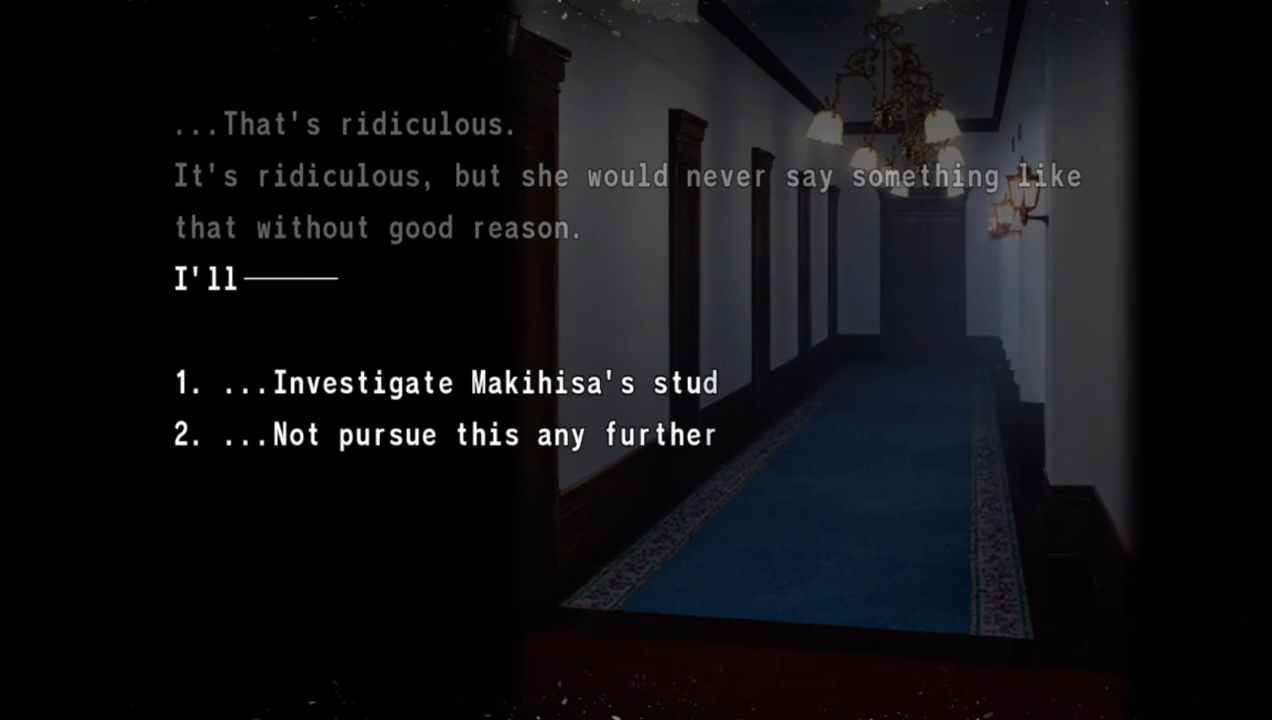 ...That's ridiculous.
It's ridiculous, but she would never say something like
that without good reason.
I'll———
1. ...Investigate Makihisa's stud
2. ...Not pursue this any further